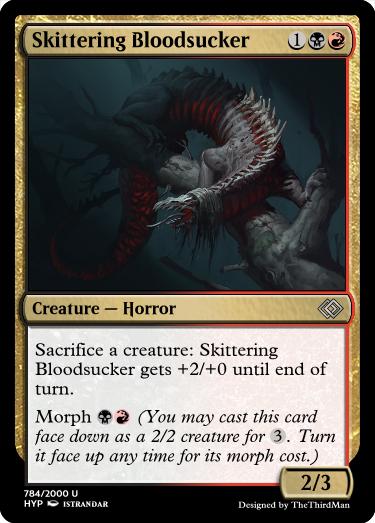 Skittering Bloodsucker 1
Creature — Horror
Sacrifice a creature: Skittering
Bloodsucker gets +2/+0 until end of
turn.
Morph (You may cast this card
face down as a 2/2 creature for 3. Turn
it face up any time for its morph cost.)
2/3
784/2000 U
HYP ISTRANDAR
Designed by TheThirdMan